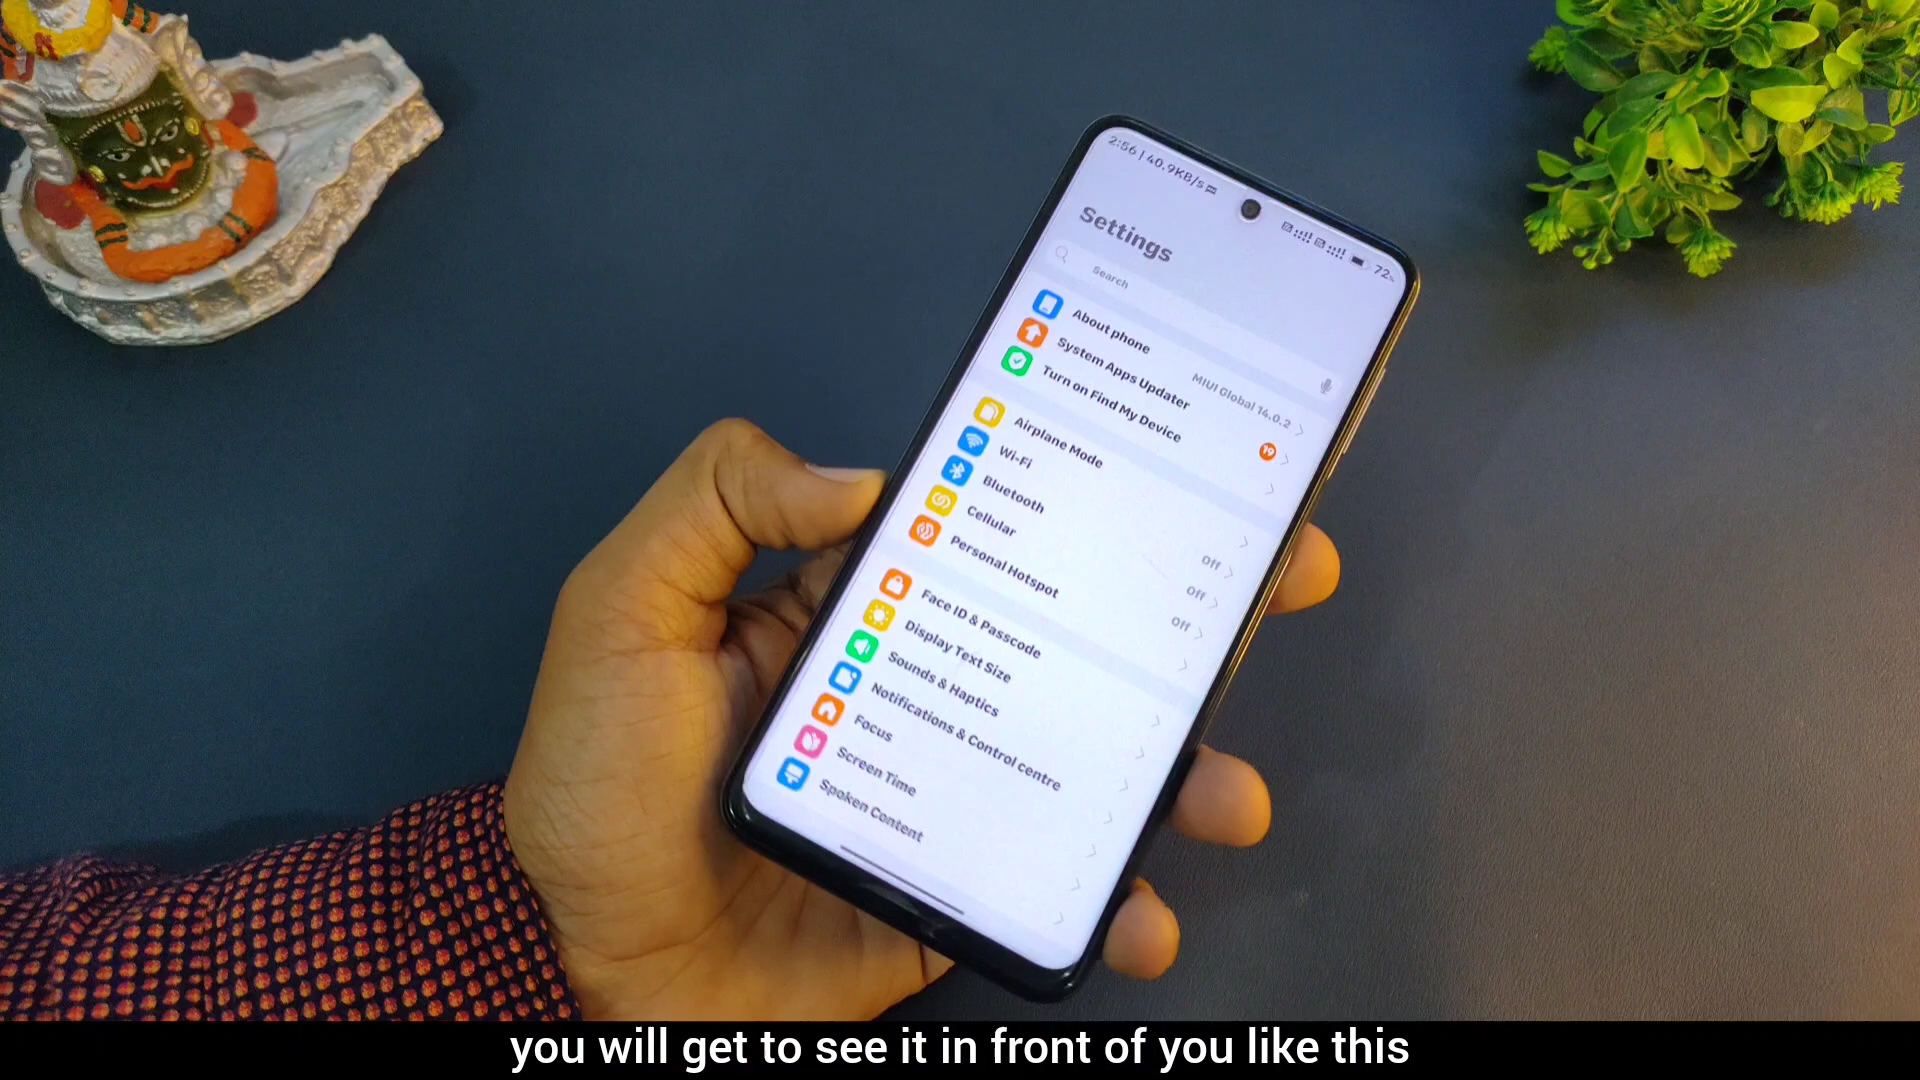 2:56 | 40.9KB/s
72%
Settings
Search
About phone
MIUI Global 14.0.2
System Apps Updater
19
Turn on Find My Device
Airplane Mode
Wi-Fi
Off
Bluetooth
Off
Cellular
Off
Personal Hotspot
Face ID & Passcode
Display Text Size
Sounds & Haptics
Notifications & Control centre
Focus
Screen Time
Spoken Content
you will get to see it in front of you like this